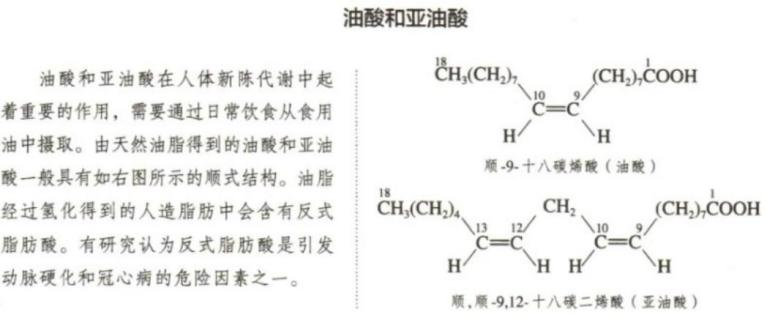 油酸和亚油酸
油酸和亚油酸在人体新陈代谢中起
着重要的作用，需要通过日常饮食从食用
油中摄取。由天然油脂得到的油酸和亚油
酸一般具有如右图所示的顺式结构。油脂
经过氢化得到的人造脂肪中会含有反式
脂肪酸。有研究认为反式脂肪酸是引发
动脉硬化和冠心病的危险因素之一。
18 1
CH₃(CH₂)₇ (CH₂)₇COOH
10 9
C=C
H H
顺-9-十八碳烯酸（油酸）
18 1
CH₃(CH₂)₄ CH₂ (CH₂)₇COOH
13 12 10 9
C=C C=C
H H H H
顺，顺-9,12-十八碳二烯酸（亚油酸）